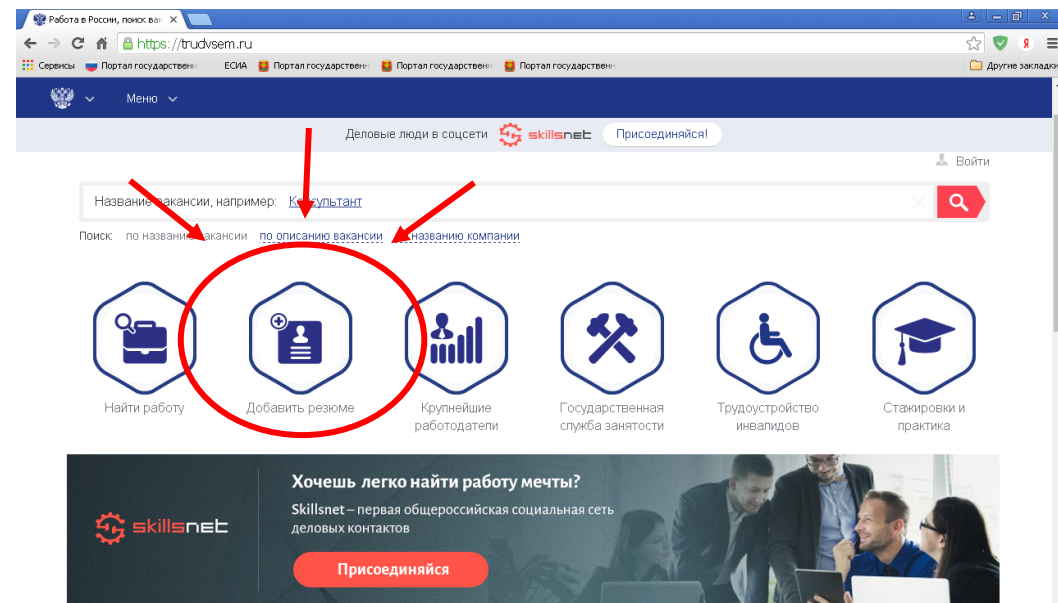 Работа в России, поиск вак
https://trudvsem.ru
Я
Сервисы
Портал государствен
ЕСИА
Портал государствен
Портал государствен
Портал государствен
Другие закладки
Меню
Деловые люди в соцсети skillsnet Присоединяйся!
Войти
Название вакансии, например: Консультант
Поиск: по названию вакансии по описанию вакансии названию компании
Найти работу
Добавить резюме
Крупнейшие
работодатели
Государственная
служба занятости
Трудоустройство
инвалидов
Стажировки и
практика
skillsnet
Хочешь легко найти работу мечты?
Skillsnet – первая общероссийская социальная сеть
деловых контактов
Присоединяйся